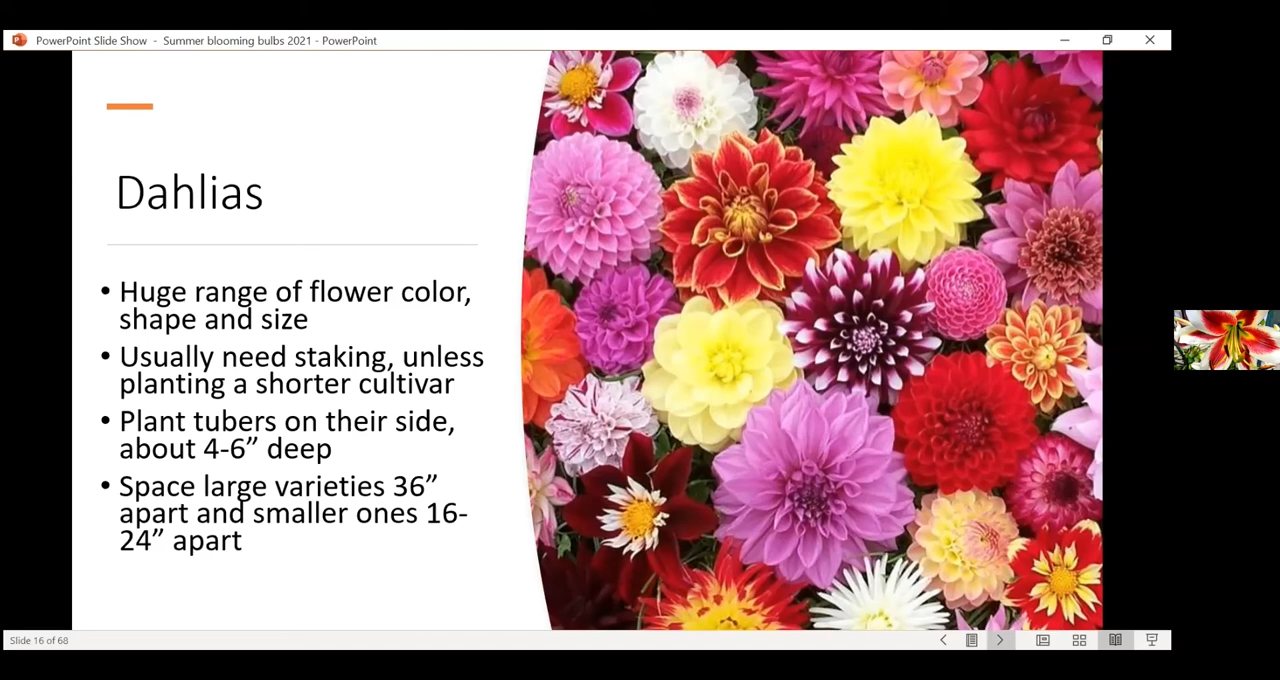 PowerPoint Slide Show - Summer blooming bulbs 2021 - PowerPoint
Dahlias
• Huge range of flower color,
shape and size
• Usually need staking, unless
planting a shorter cultivar
• Plant tubers on their side,
about 4-6” deep
• Space large varieties 36”
apart and smaller ones 16-
24” apart
Slide 16 of 68